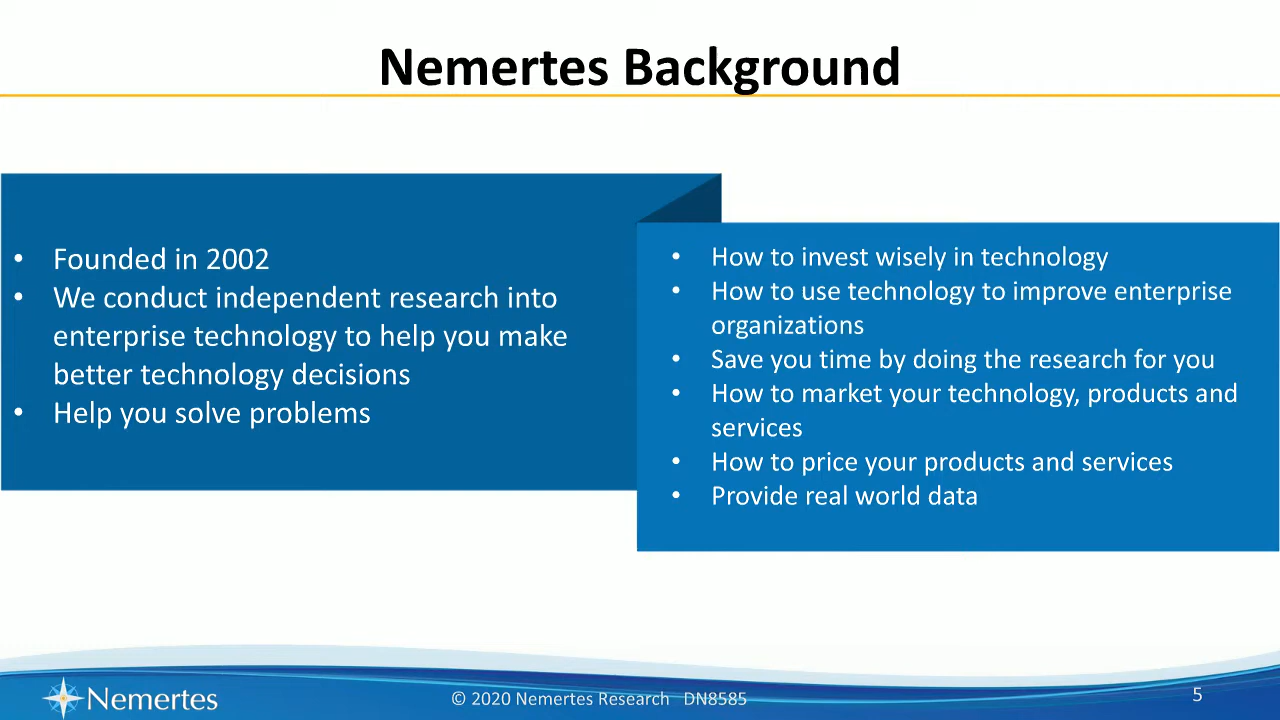 Nemertes Background
• Founded in 2002
• We conduct independent research into
enterprise technology to help you make
better technology decisions
• Help you solve problems
• How to invest wisely in technology
• How to use technology to improve enterprise
organizations
• Save you time by doing the research for you
• How to market your technology, products and
services
• How to price your products and services
• Provide real world data
Nemertes
© 2020 Nemertes Research DN8585
5